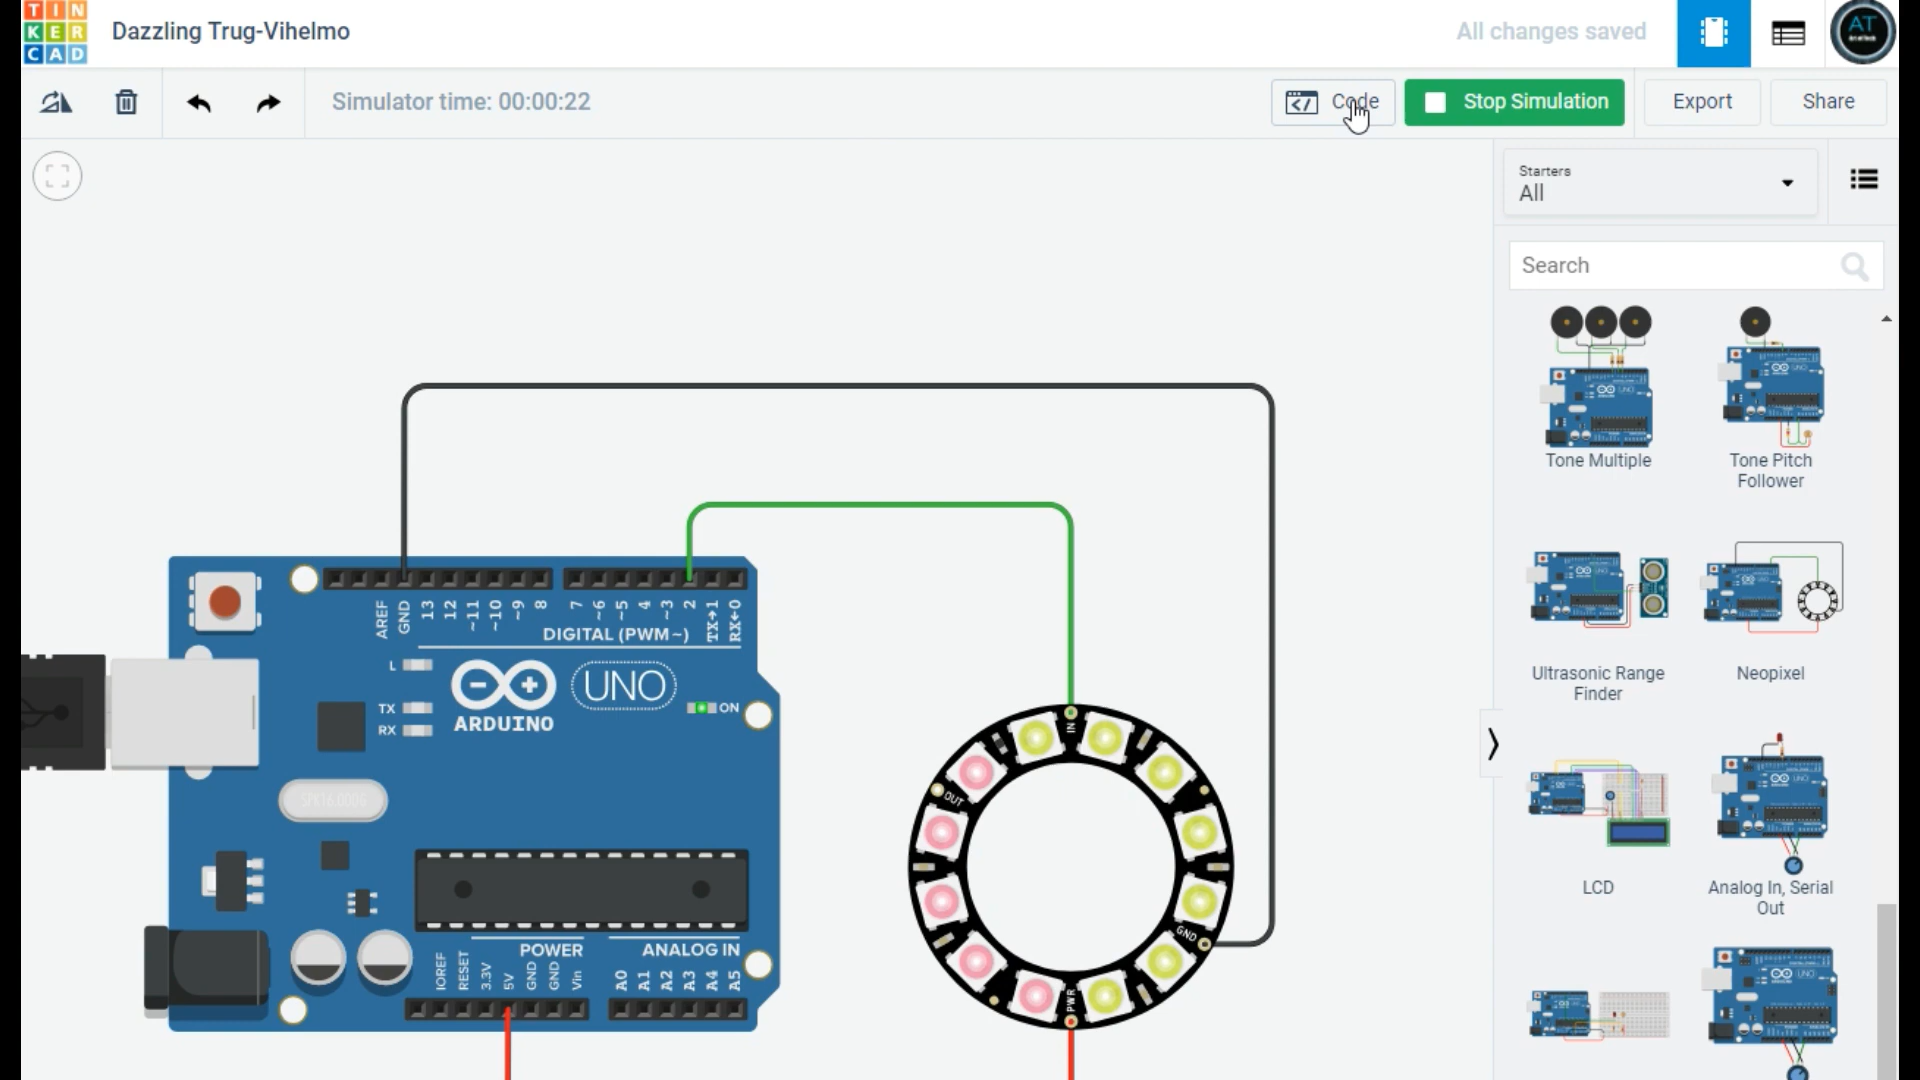 TIN
KER
CAD
Dazzling Trug-Vihelmo
All changes saved
AT
Simulator time: 00:00:22
Code
Stop Simulation
Export
Share
Starters
All
Search
Tone Multiple
Tone Pitch
Follower
Ultrasonic Range
Finder
Neopixel
LCD
Analog In, Serial
Out
AREF
GND
13
12
~11
~10
~9
8
7
~6
~5
4
~3
2
TX→1
RX←0
DIGITAL (PWM~)
L
TX
RX
ARDUINO
UNO
ON
SPK16.000G
POWER
ANALOG IN
IOREF
RESET
3.3V
5V
GND
GND
Vin
A0
A1
A2
A3
A4
A5
IN
OUT
GND
PWR